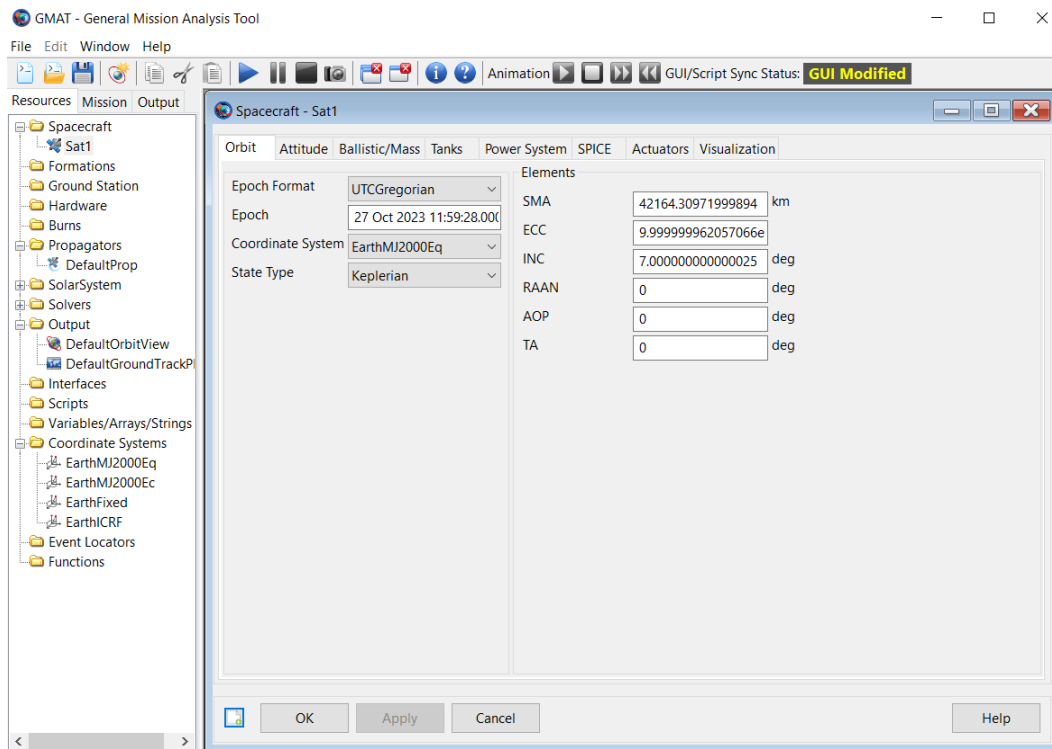 GMAT - General Mission Analysis Tool
File Edit Window Help
Animation GUI/Script Sync Status: GUI Modified
Resources Mission Output
Spacecraft
Sat1
Formations
Ground Station
Hardware
Burns
Propagators
DefaultProp
SolarSystem
Solvers
Output
DefaultOrbitView
DefaultGroundTrackPl
Interfaces
Scripts
Variables/Arrays/Strings
Coordinate Systems
EarthMJ2000Eq
EarthMJ2000Ec
EarthFixed
EarthICRF
Event Locators
Functions
Spacecraft - Sat1
Orbit Attitude Ballistic/Mass Tanks Power System SPICE Actuators Visualization
Epoch Format UTCGregorian
Epoch 27 Oct 2023 11:59:28.00(
Coordinate System EarthMJ2000Eq
State Type Keplerian
Elements
SMA 42164.30971999894 km
ECC 9.999999962057066e
INC 7.000000000000025 deg
RAAN 0 deg
AOP 0 deg
TA 0 deg
OK Apply Cancel Help